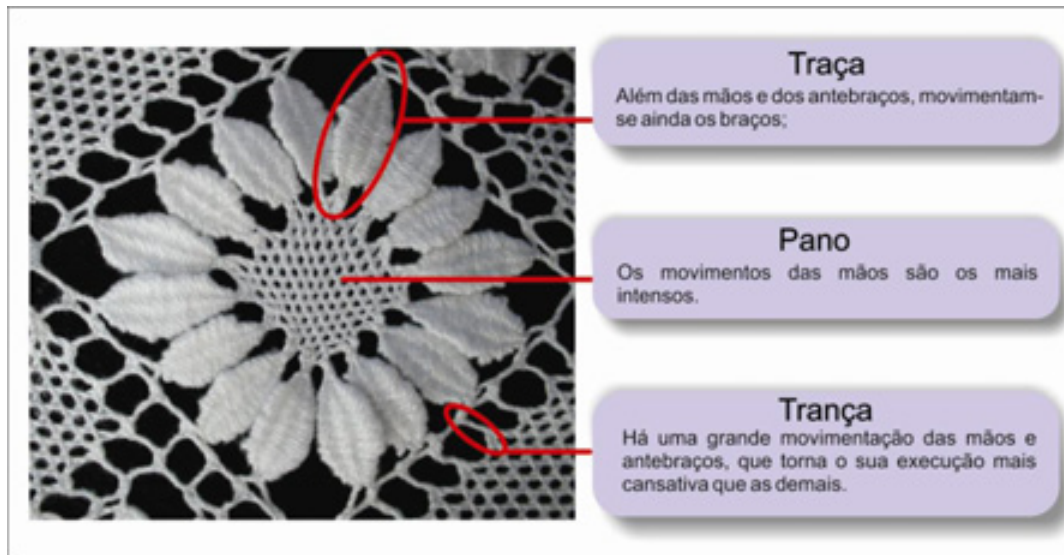 Traça
Além das mãos e dos antebraços, movimentam-
se ainda os braços;
Pano
Os movimentos das mãos são os mais
intensos.
Trança
Há uma grande movimentação das mãos e
antebraços, que torna o sua execução mais
cansativa que as demais.